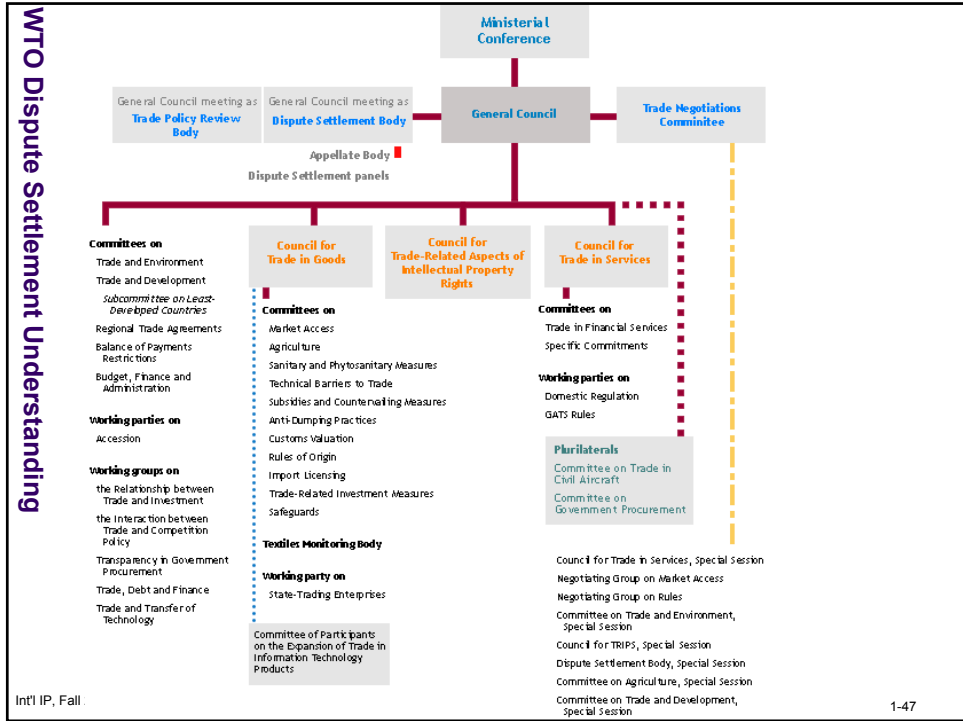 WTO Dispute Settlement Understanding
Ministerial
Conference
General Council meeting as
Trade Policy Review
Body
General Council meeting as
Dispute Settlement Body
General Council
Trade Negotiations
Comminitee
Appellate Body
Dispute Settlement panels
Committees on
Trade and Environment
Trade and Development
Subcommittee on Least-
Developed Countries
Regional Trade Agreements
Balance of Payments
Restrictions
Budget, Finance and
Administration
Working parties on
Accession
Working groups on
the Relationship between
Trade and Investment
the Interaction between
Trade and Competition
Policy
Transparency in Government
Procurement
Trade, Debt and Finance
Trade and Transfer of
Technology
Council for
Trade in Goods
Committees on
Market Access
Agriculture
Sanitary and Phytosanitary Measures
Technical Barriers to Trade
Subsidies and Countervailing Measures
Anti-Dumping Practices
Customs Valuation
Rules of Origin
Import Licensing
Trade-Related Investment Measures
Safeguards
Textiles Monitoring Body
Working party on
State-Trading Enterprises
Committee of Participants
on the Expansion of Trade in
Information Technology
Products
Council for
Trade-Related Aspects of
Intellectual Property
Rights
Council for
Trade in Services
Committees on
Trade in Financial Services
Specific Commitments
Working parties on
Domestic Regulation
GATS Rules
Plurilaterals
Committee on Trade in
Civil Aircraft
Committee on
Government Procurement
Council for Trade in Services, Special Session
Negotiating Group on Market Access
Negotiating Group on Rules
Committee on Trade and Environment,
Special Session
Council for TRIPS, Special Session
Dispute Settlement Body, Special Session
Committee on Agriculture, Special Session
Committee on Trade and Development,
Special Session
Int'l IP, Fall
1-47